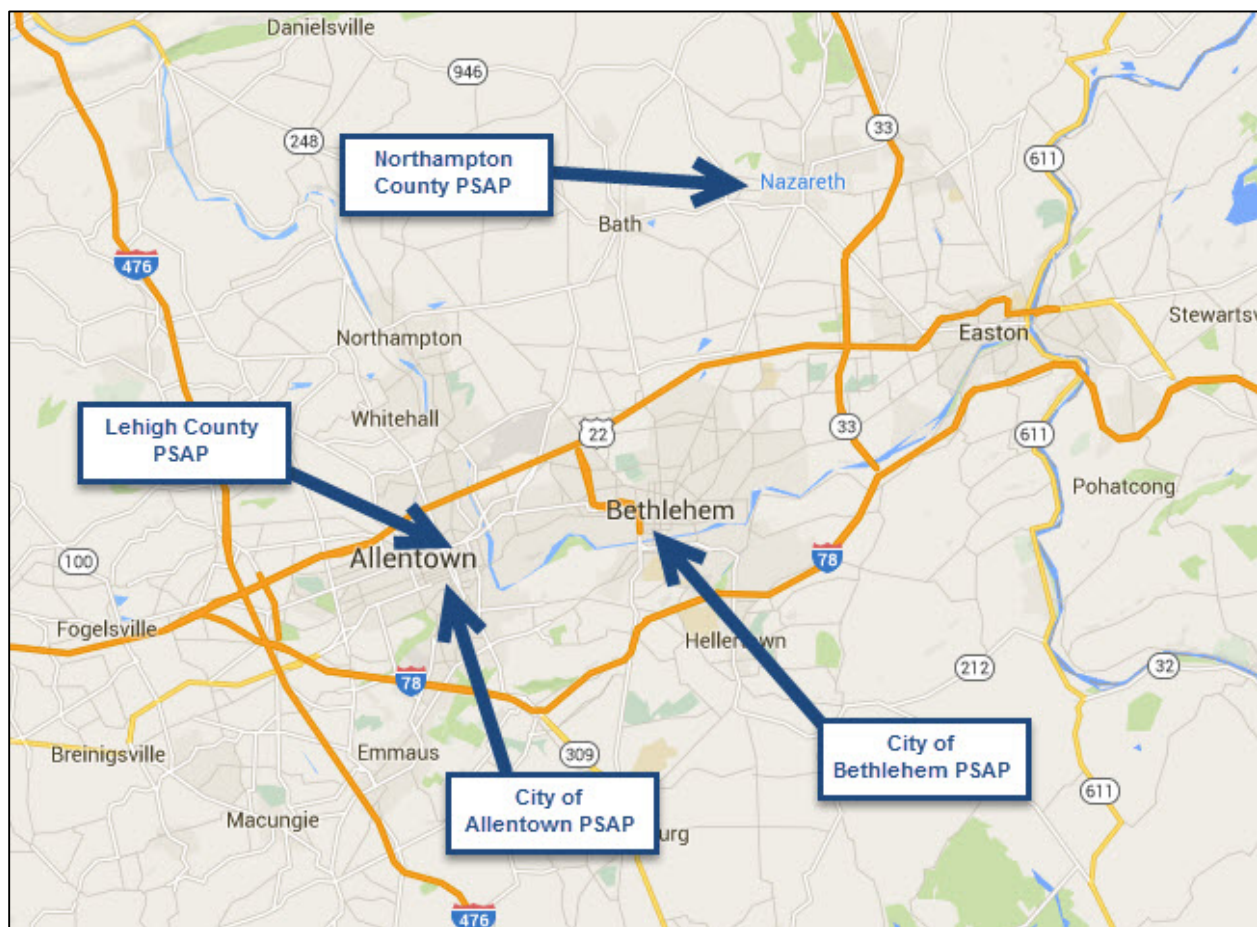 Danielsville
946
248
33
611
Northampton
County PSAP
Nazareth
Bath
476
Northampton
Easton
Stewartsv
Whitehall
Lehigh County
PSAP
22
33
611
Bethlehem
Pohatcong
100
Allentown
78
Fogelsville
Hellertown
212
32
78
Breinigsville
Emmaus
309
City of
Bethlehem PSAP
611
City of
Allentown PSAP
Macungie
urg
476